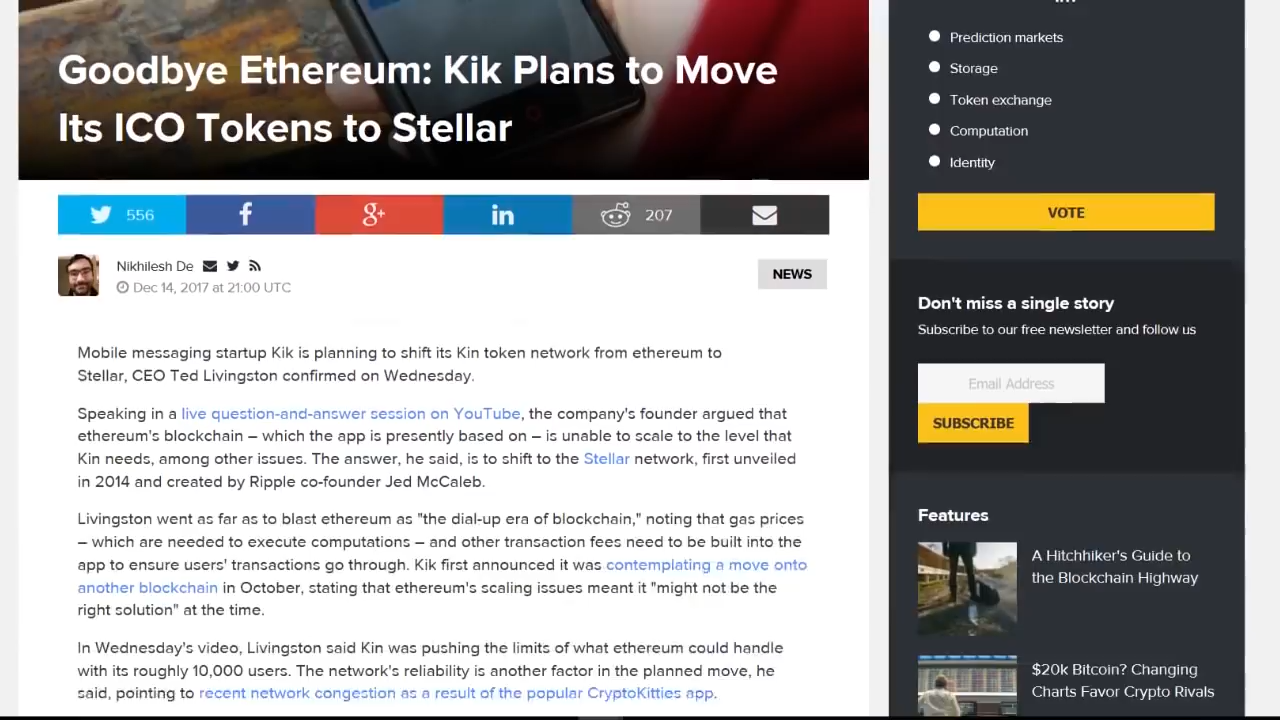 Goodbye Ethereum: Kik Plans to Move
Its ICO Tokens to Stellar
556
f
g+
in
207
Nikhilesh De
Dec 14, 2017 at 21:00 UTC
NEWS
Mobile messaging startup Kik is planning to shift its Kin token network from ethereum to
Stellar, CEO Ted Livingston confirmed on Wednesday.
Speaking in a live question-and-answer session on YouTube, the company's founder argued that
ethereum's blockchain – which the app is presently based on – is unable to scale to the level that
Kin needs, among other issues. The answer, he said, is to shift to the Stellar network, first unveiled
in 2014 and created by Ripple co-founder Jed McCaleb.
Livingston went as far as to blast ethereum as "the dial-up era of blockchain," noting that gas prices
– which are needed to execute computations – and other transaction fees need to be built into the
app to ensure users' transactions go through. Kik first announced it was contemplating a move onto
another blockchain in October, stating that ethereum's scaling issues meant it "might not be the
right solution" at the time.
In Wednesday's video, Livingston said Kin was pushing the limits of what ethereum could handle
with its roughly 10,000 users. The network's reliability is another factor in the planned move, he
said, pointing to recent network congestion as a result of the popular CryptoKitties app.
Prediction markets
Storage
Token exchange
Computation
Identity
VOTE
Don't miss a single story
Subscribe to our free newsletter and follow us
Email Address
SUBSCRIBE
Features
A Hitchhiker's Guide to
the Blockchain Highway
$20k Bitcoin? Changing
Charts Favor Crypto Rivals